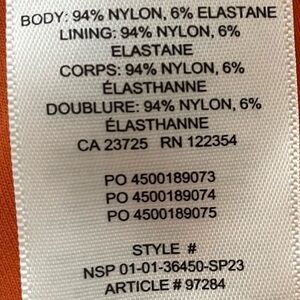 BODY: 94% NYLON, 6% ELASTANE
LINING: 94% NYLON, 6%
ELASTANE
CORPS: 94% NYLON, 6%
ÉLASTHANNE
DOUBLURE: 94% NYLON, 6%
ÉLASTHANNE
CA 23725 RN 122354
PO 4500189073
PO 4500189074
PO 4500189075
STYLE #
NSP 01-01-36450-SP23
ARTICLE # 97284